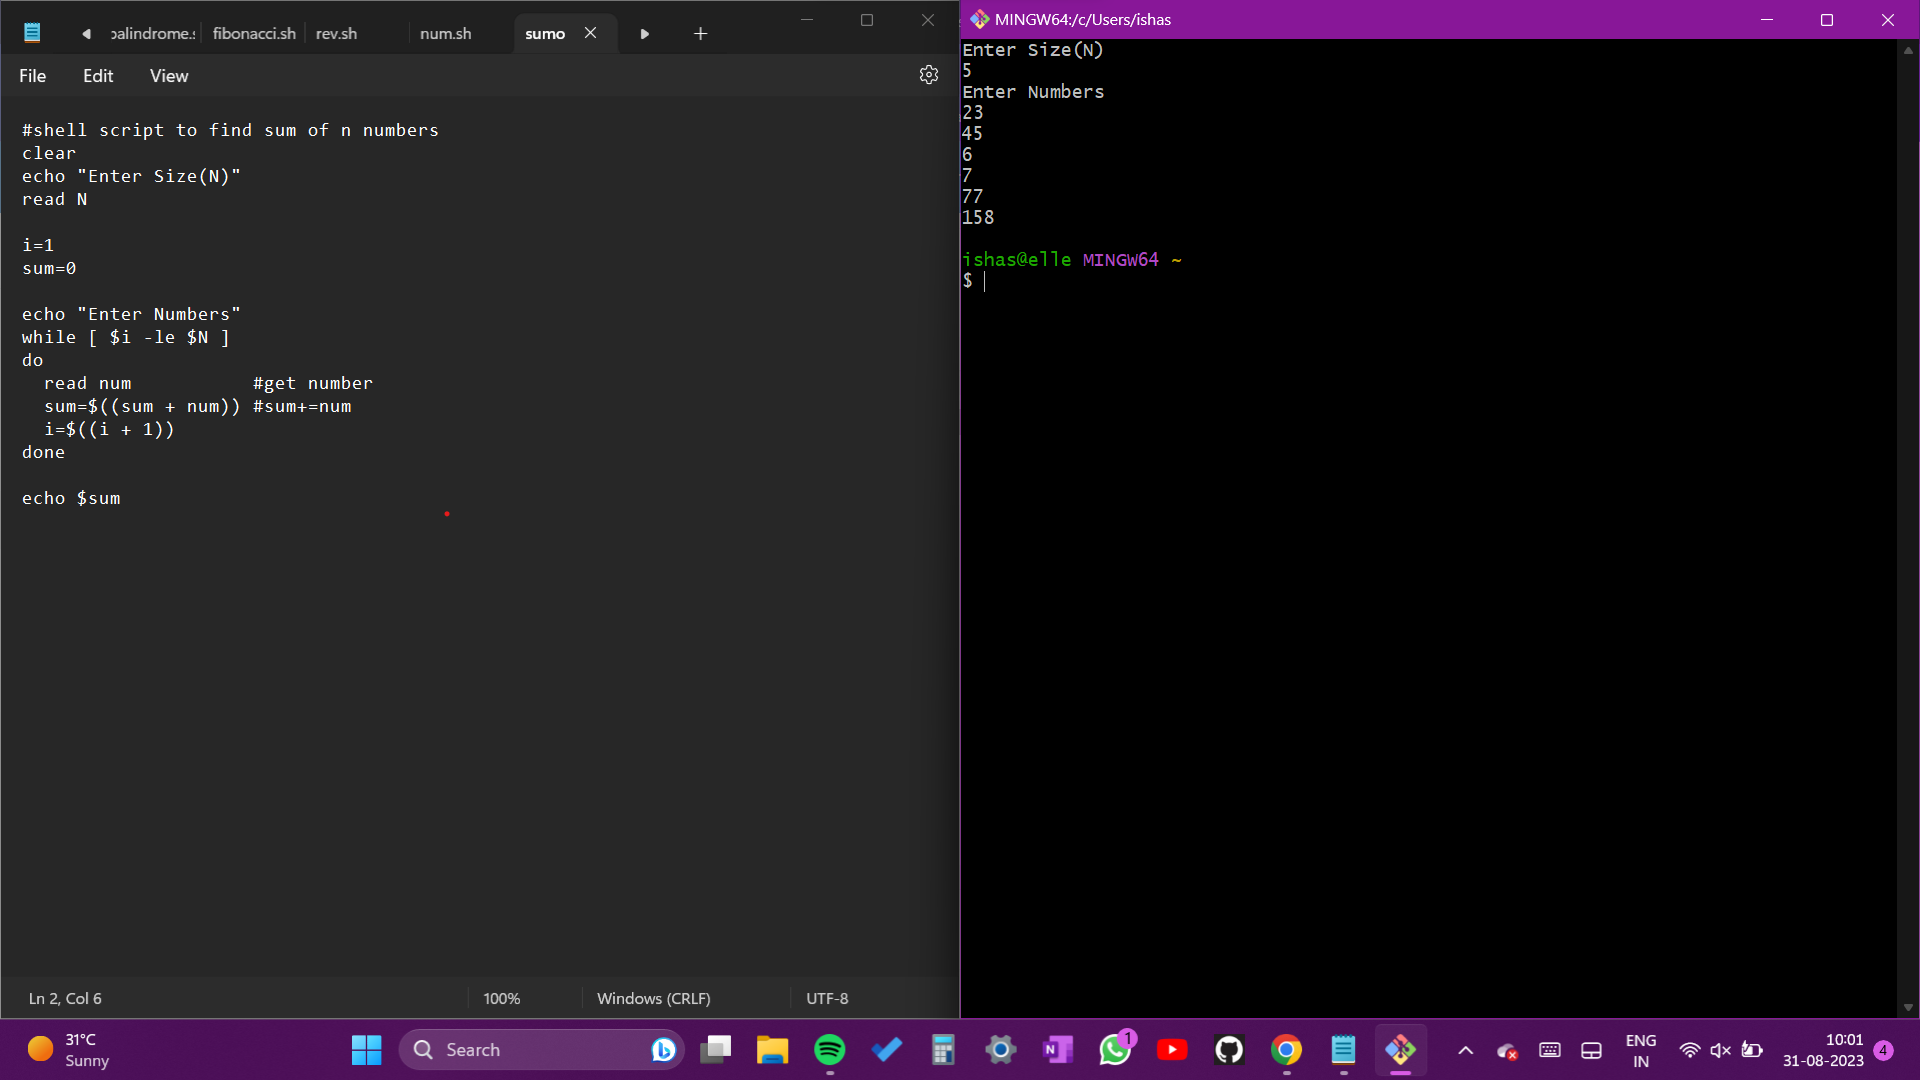 palindrome.s fibonacci.sh rev.sh num.sh sumo
File Edit View
#shell script to find sum of n numbers
clear
echo "Enter Size(N)"
read N
i=1
sum=0
echo "Enter Numbers"
while [ $i -le $N ]
do
read num #get number
sum=$((sum + num)) #sum+=num
i=$((i + 1))
done
echo $sum
Ln 2, Col 6 100% Windows (CRLF) UTF-8
MINGW64:/c/Users/ishas
Enter Size(N)
5
Enter Numbers
23
45
6
7
77
158
ishas@elle MINGW64 ~
$
31°C
Sunny
Search
N
1
ENG
IN
10:01
31-08-2023
4